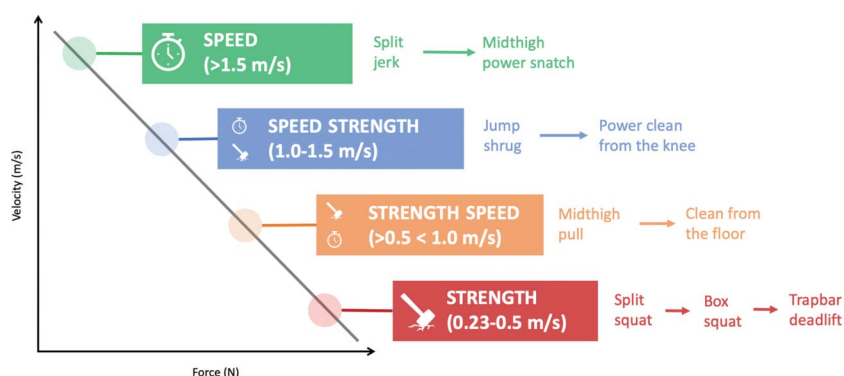 SPEED
(>1.5 m/s)
Split
jerk
Midthigh
power snatch
SPEED STRENGTH
(1.0-1.5 m/s)
Jump
shrug
Power clean
from the knee
STRENGTH SPEED
(>0.5 < 1.0 m/s)
Midthigh
pull
Clean from
the floor
STRENGTH
(0.23-0.5 m/s)
Split
squat
Box
squat
Trapbar
deadlift
Velocity (m/s)
Force (N)